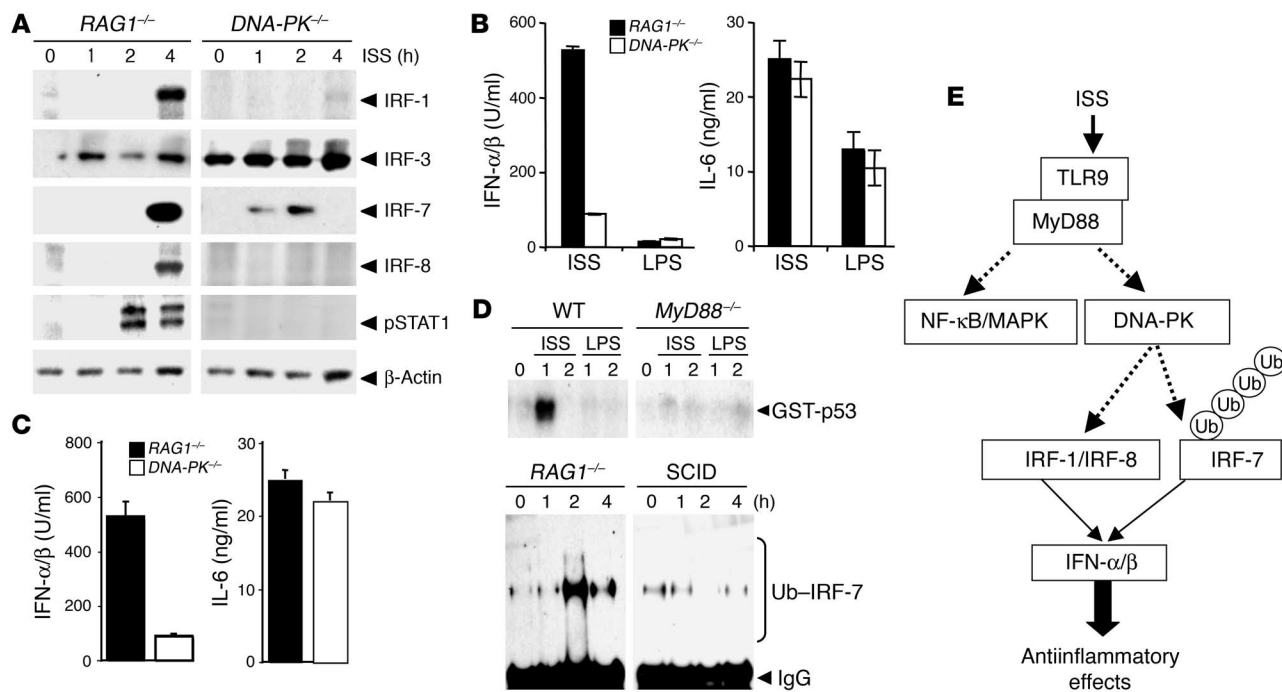 A
RAG1–/– DNA-PK–/–
0 1 2 4 0 1 2 4 ISS (h)
IRF-1
IRF-3
IRF-7
IRF-8
pSTAT1
β-Actin
B
600
400
200
0
IFN-α/β (U/ml)
RAG1–/–
DNA-PK–/–
ISS LPS
30
20
10
0
IL-6 (ng/ml)
ISS LPS
C
800
600
400
200
0
IFN-α/β (U/ml)
RAG1–/–
DNA-PK–/–
30
20
10
0
IL-6 (ng/ml)
D
WT MyD88–/–
ISS LPS ISS LPS
0 1 2 1 2 0 1 2 1 2
GST-p53
RAG1–/– SCID
0 1 2 4 0 1 2 4 (h)
Ub–IRF-7
IgG
E
ISS
TLR9
MyD88
NF-κB/MAPK DNA-PK
Ub
Ub
Ub
Ub
IRF-1/IRF-8 IRF-7
IFN-α/β
Antiinflammatory
effects